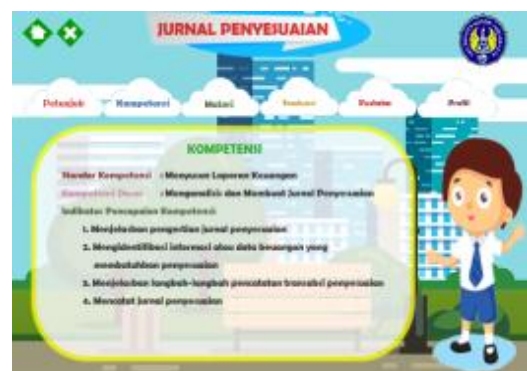 JURNAL PENYESUAIAN
Petunjuk Kompetensi Materi Evaluasi Profil
KOMPETENSI
Standar Kompetensi : Menyusun Laporan Keuangan
Kompetensi Dasar : Menganalisis dan Membuat Jurnal Penyesuaian
Indikator Pencapaian Kompetensi:
1. Menjelaskan pengertian jurnal penyesuaian
2. Mengidentifikasi informasi atau data keuangan yang
membutuhkan penyesuaian
3. Menjelaskan langkah-langkah pencatatan transaksi penyesuaian
4. Mencatat jurnal penyesuaian